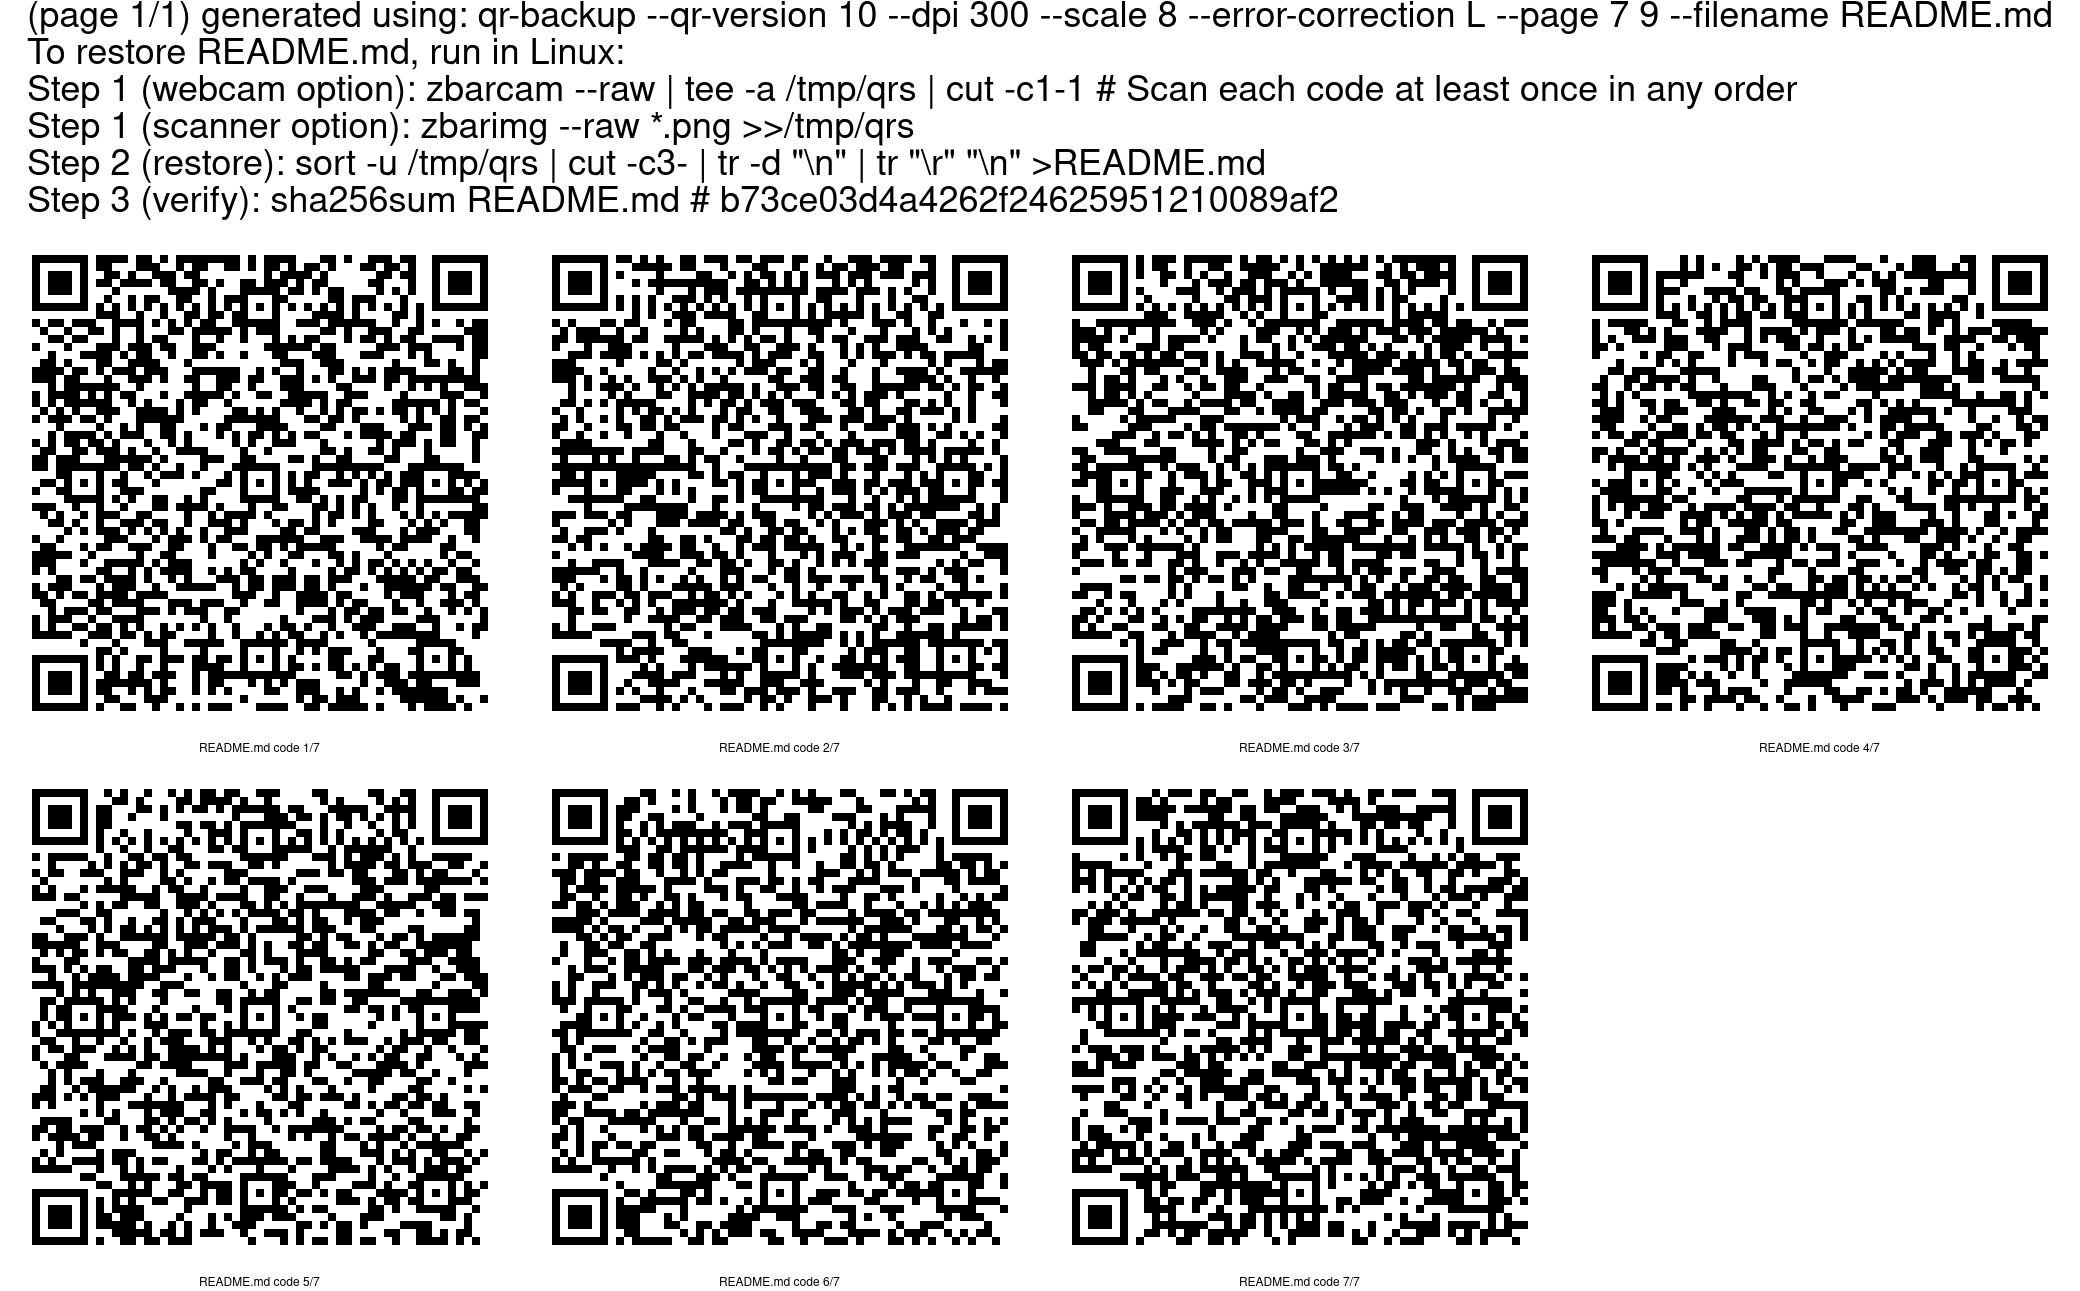 (page 1/1) generated using: qr-backup --qr-version 10 --dpi 300 --scale 8 --error-correction L --page 7 9 --filename README.md
To restore README.md, run in Linux:
Step 1 (webcam option): zbarcam --raw | tee -a /tmp/qrs | cut -c1-1 # Scan each code at least once in any order
Step 1 (scanner option): zbarimg --raw *.png >>/tmp/qrs
Step 2 (restore): sort -u /tmp/qrs | cut -c3- | tr -d "\n" | tr "\r" "\n" >README.md
Step 3 (verify): sha256sum README.md # b73ce03d4a4262f24625951210089af2
README.md code 1/7
README.md code 2/7
README.md code 3/7
README.md code 4/7
README.md code 5/7
README.md code 6/7
README.md code 7/7